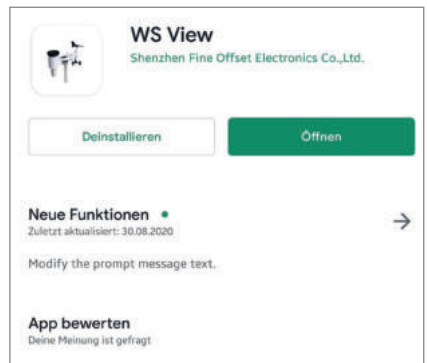 WS View
Shenzhen Fine Offset Electronics Co.,Ltd.
Deinstallieren
Öffnen
Neue Funktionen
Zuletzt aktualisiert: 30.08.2020
Modify the prompt message text.
App bewerten
Deine Meinung ist gefragt